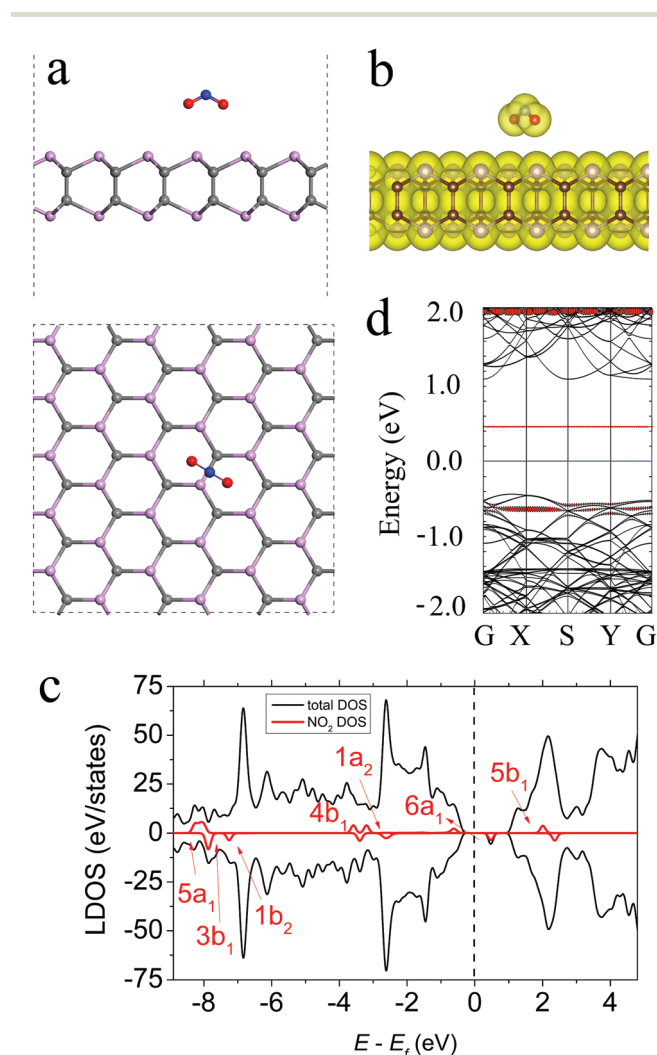 a
b
d
2.0
1.0
0.0
-1.0
-2.0
Energy (eV)
G X S Y G
c
75
50
25
0
-25
-50
-75
LDOS (eV/states)
total DOS
NO₂ DOS
5a₁
3b₁
1b₂
4b₁
1a₂
6a₁
5b₁
-8 -6 -4 -2 0 2 4
E - E_f (eV)